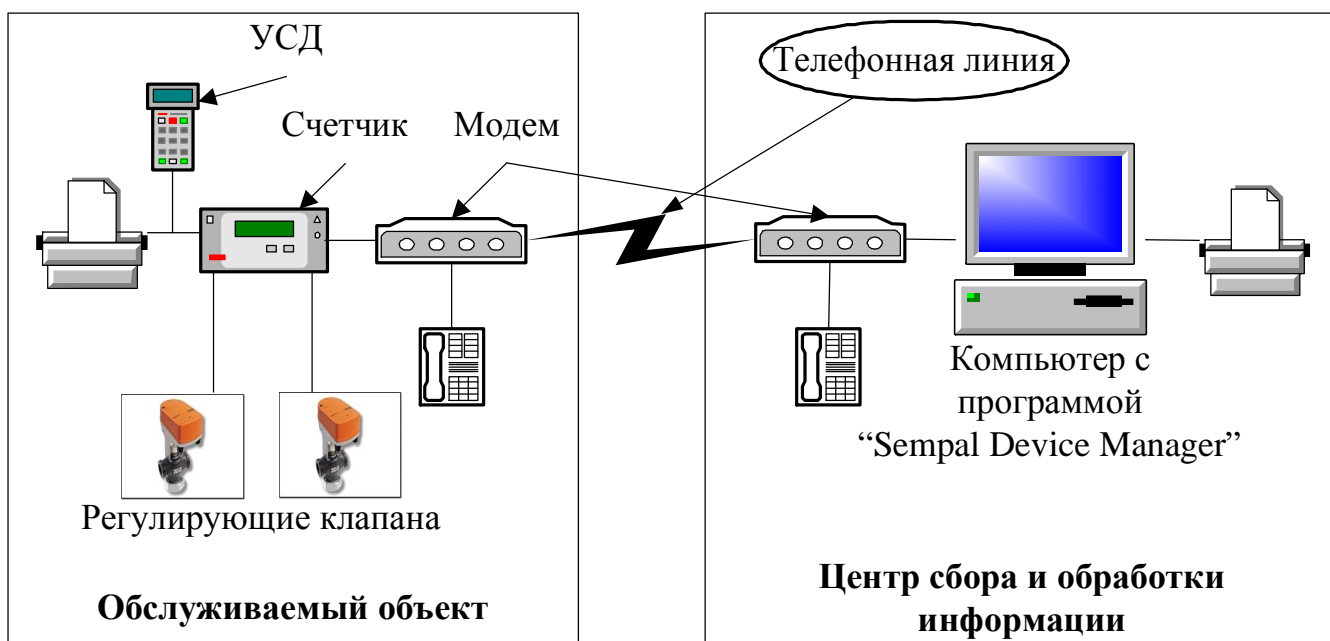 УСД
Телефонная линия
Счетчик
Модем
Компьютер с
программой
“Sempal Device Manager”
Регулирующие клапана
Обслуживаемый объект
Центр сбора и обработки
информации